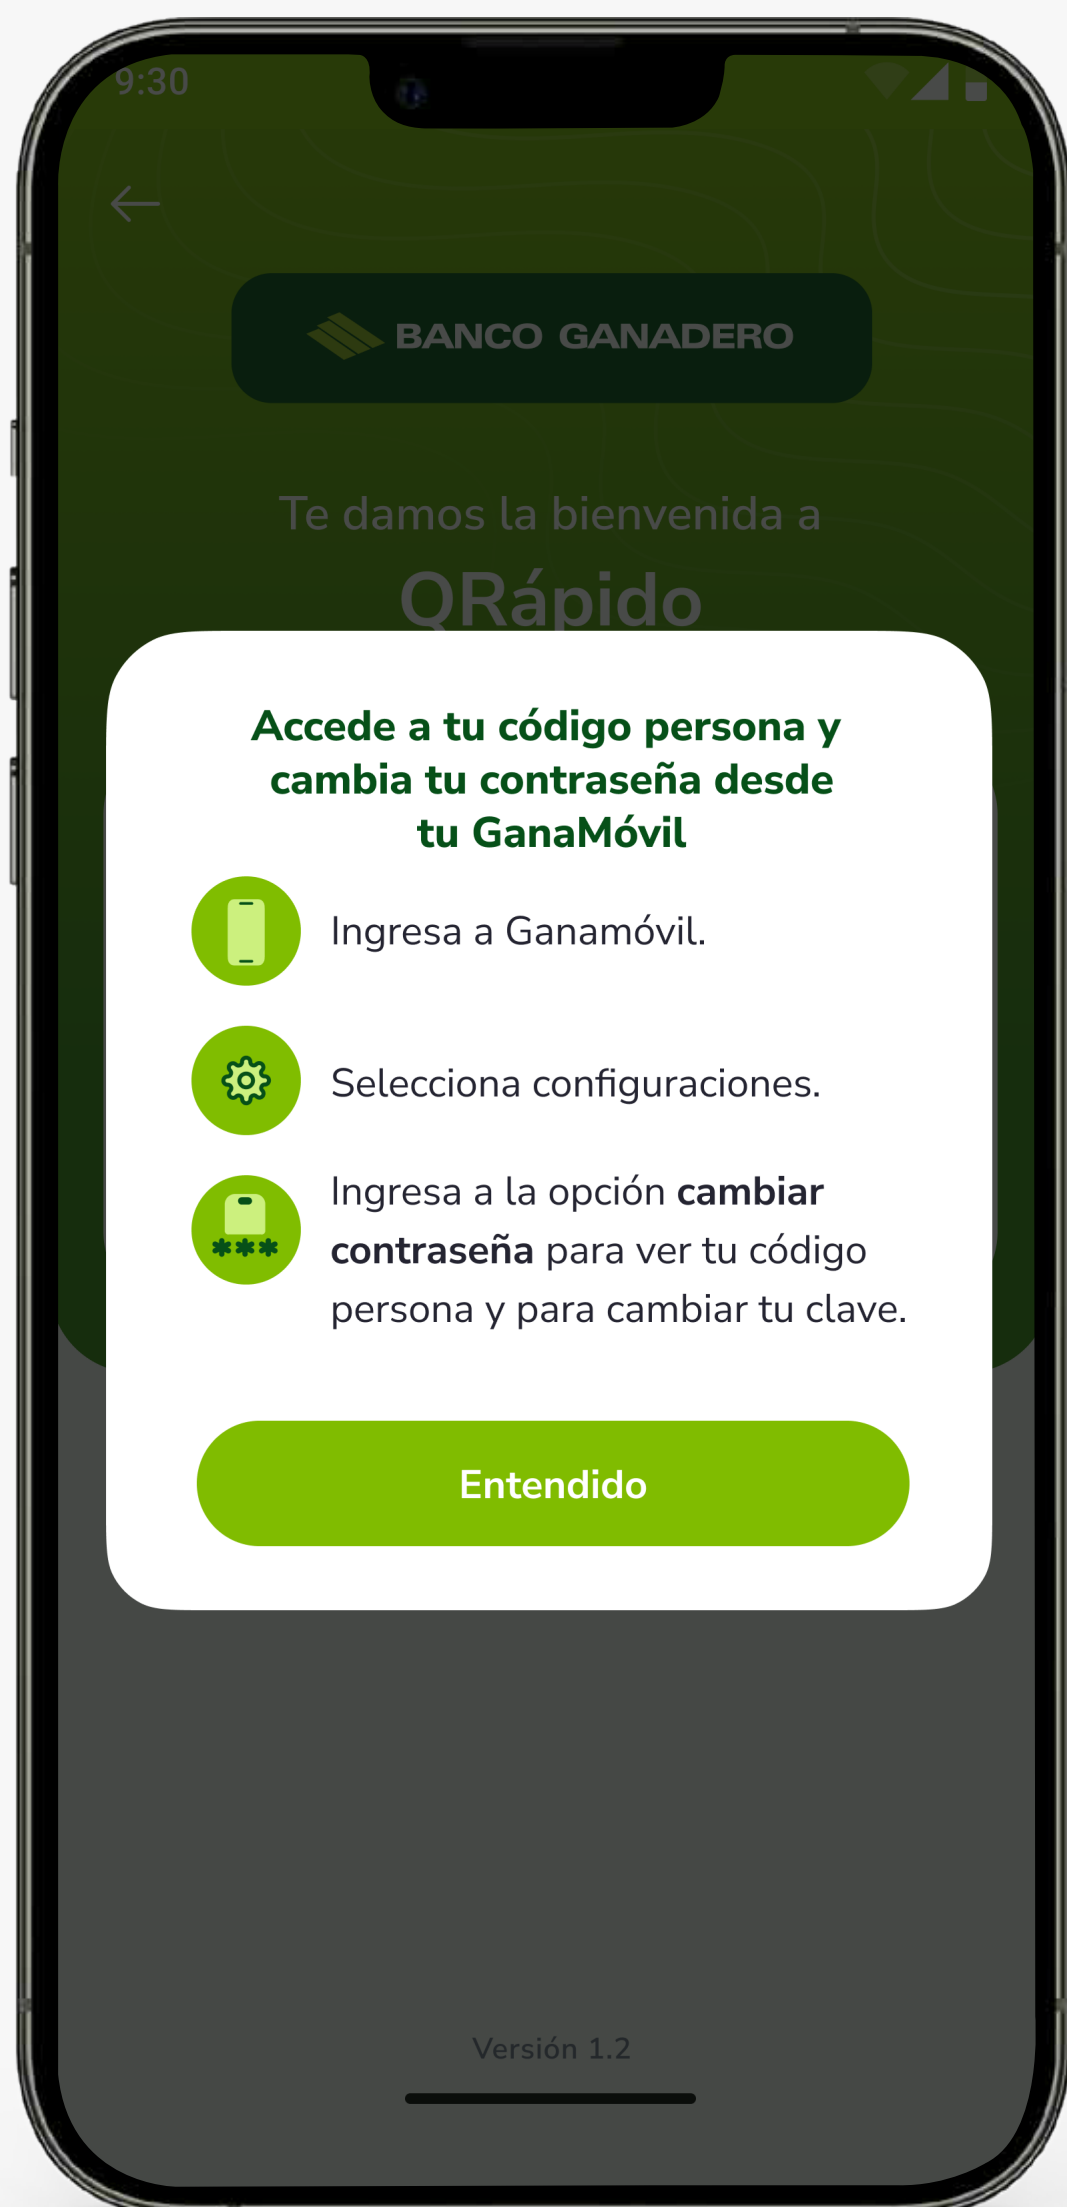 9:30
BANCO GANADERO
Te damos la bienvenida a
QRápido
Accede a tu código persona y
cambia tu contraseña desde
tu GanaMóvil
Ingresa a Ganamóvil.
Selecciona configuraciones.
Ingresa a la opción cambiar
contraseña para ver tu código
persona y para cambiar tu clave.
Entendido
Versión 1.2